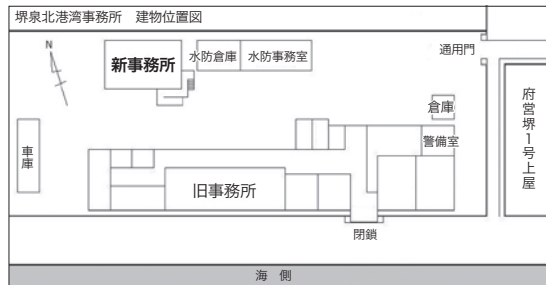 堺泉北港湾事務所　建物位置図
N
新事務所
水防倉庫
水防事務室
通用門
倉庫
警備室
車庫
旧事務所
府営堺1号上屋
閉鎖
海　側